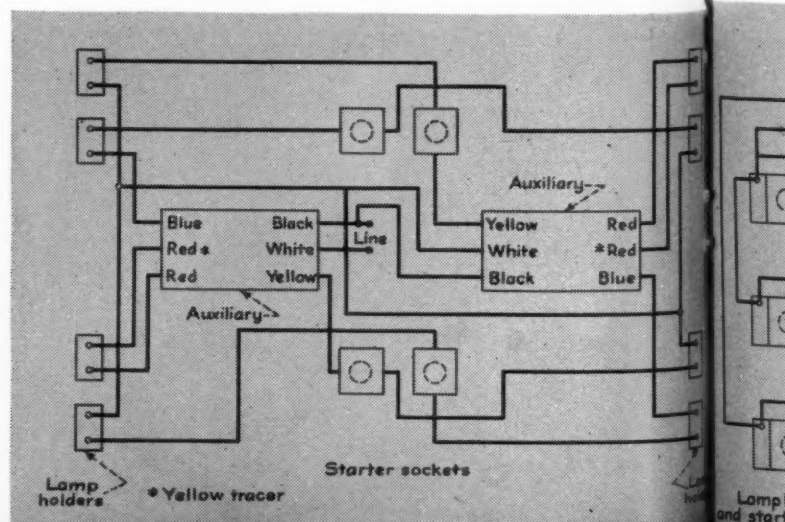 Auxiliary
Blue Black
Red* White
Red Yellow
Line
Yellow Red
White *Red
Black Blue
Auxiliary
Starter sockets
Lamp
holders
* Yellow tracer
Lamp
and start